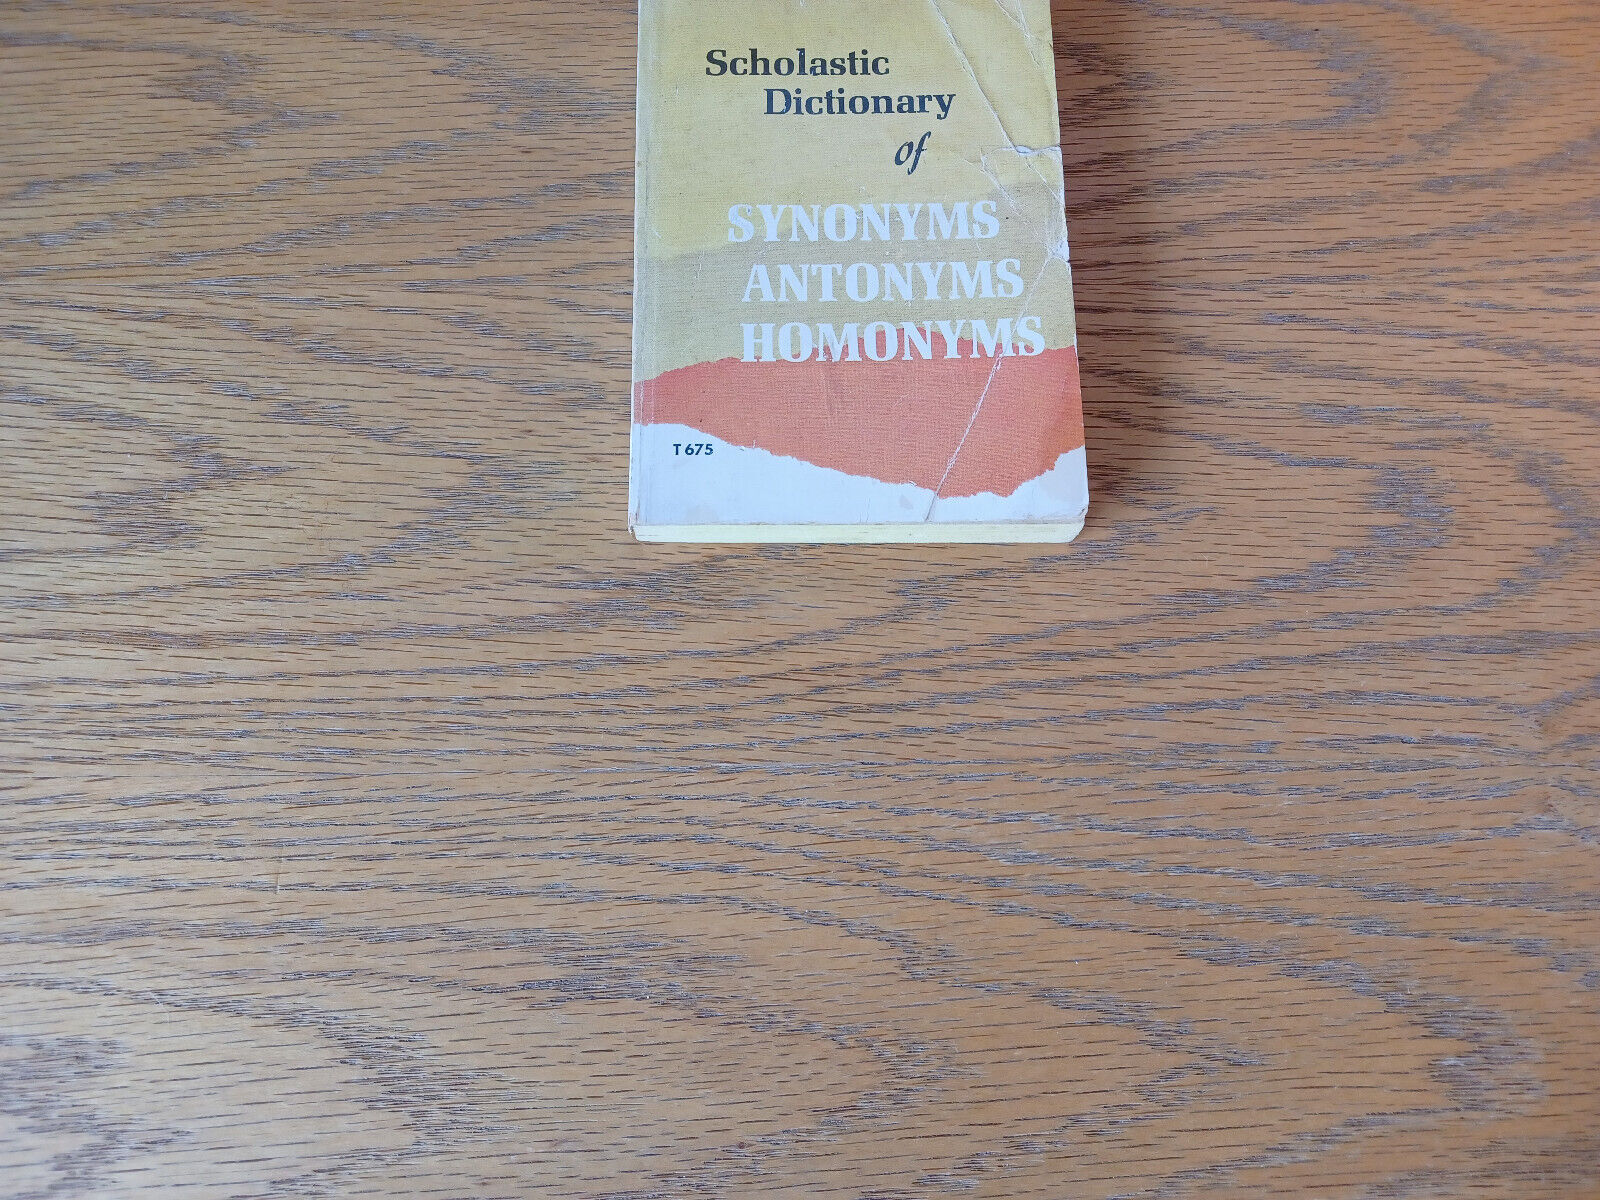 Scholastic
Dictionary
of
SYNONYMS
ANTONYMS
HOMONYMS
T 675